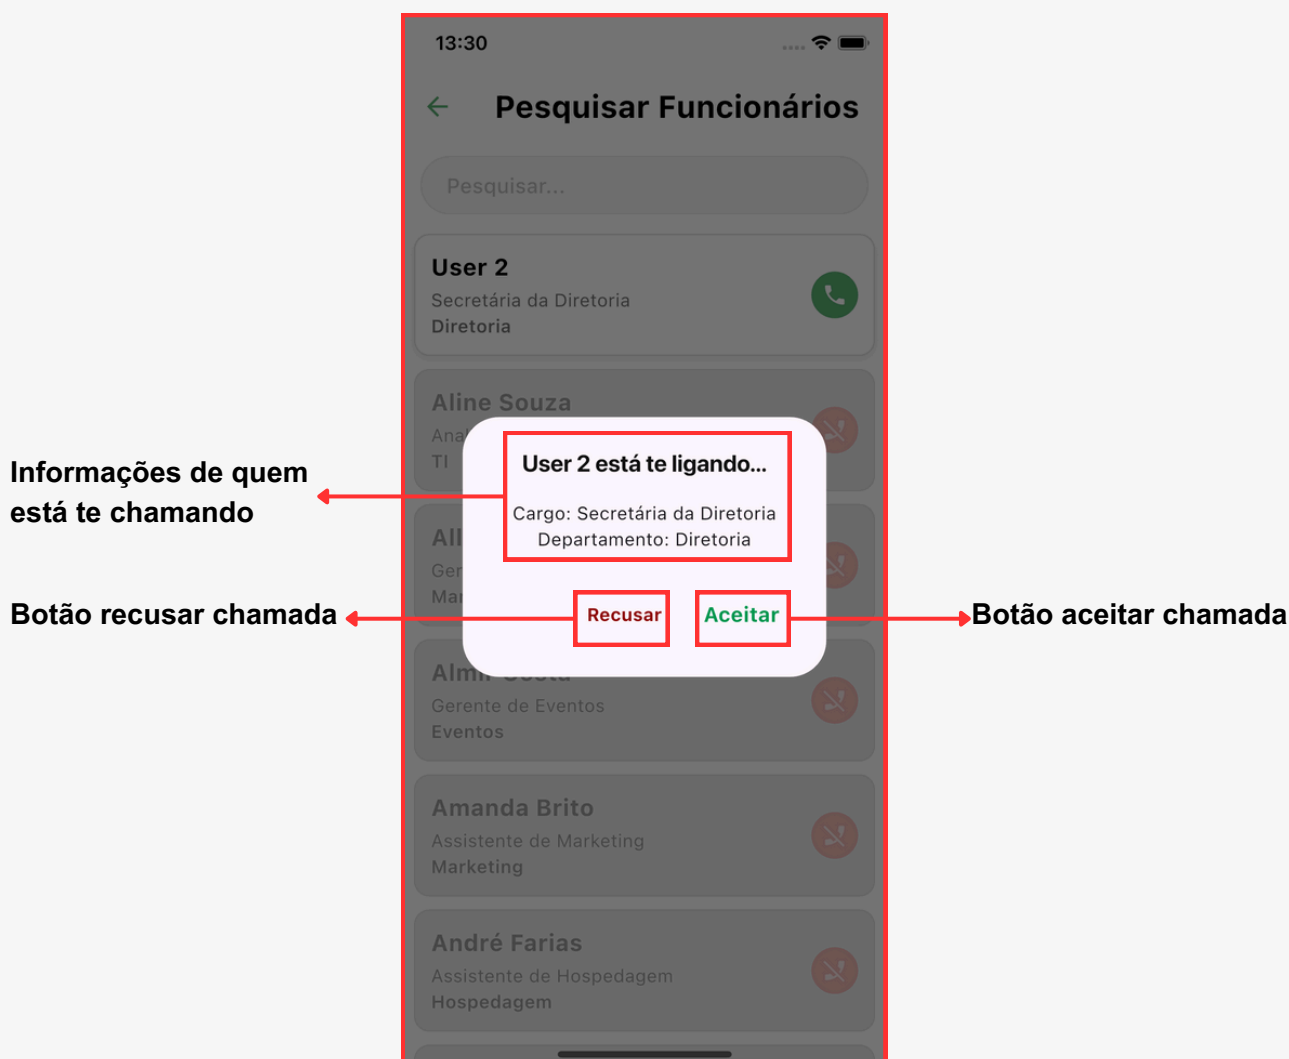 13:30
Pesquisar Funcionários
Pesquisar...
User 2
Secretária da Diretoria
Diretoria
Aline Souza
TI
User 2 está te ligando...
Cargo: Secretária da Diretoria
Departamento: Diretoria
Recusar
Aceitar
Informações de quem
está te chamando
Botão recusar chamada
Botão aceitar chamada
Gerente de Eventos
Eventos
Amanda Brito
Assistente de Marketing
Marketing
André Farias
Assistente de Hospedagem
Hospedagem